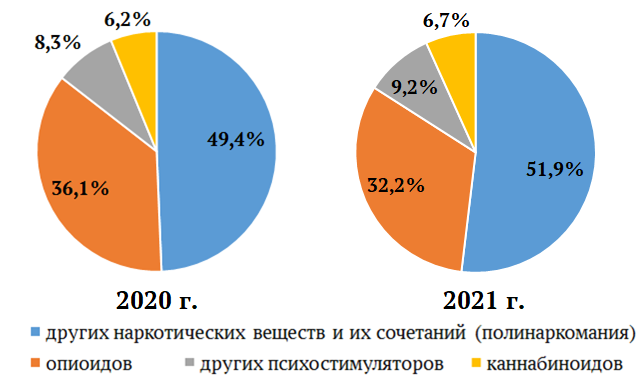 6,2%
8,3%
49,4%
36,1%
6,7%
9,2%
51,9%
32,2%
2020 г.
2021 г.
других наркотических веществ и их сочетаний (полинаркомания)
опиоидов
других психостимуляторов
каннабиноидов